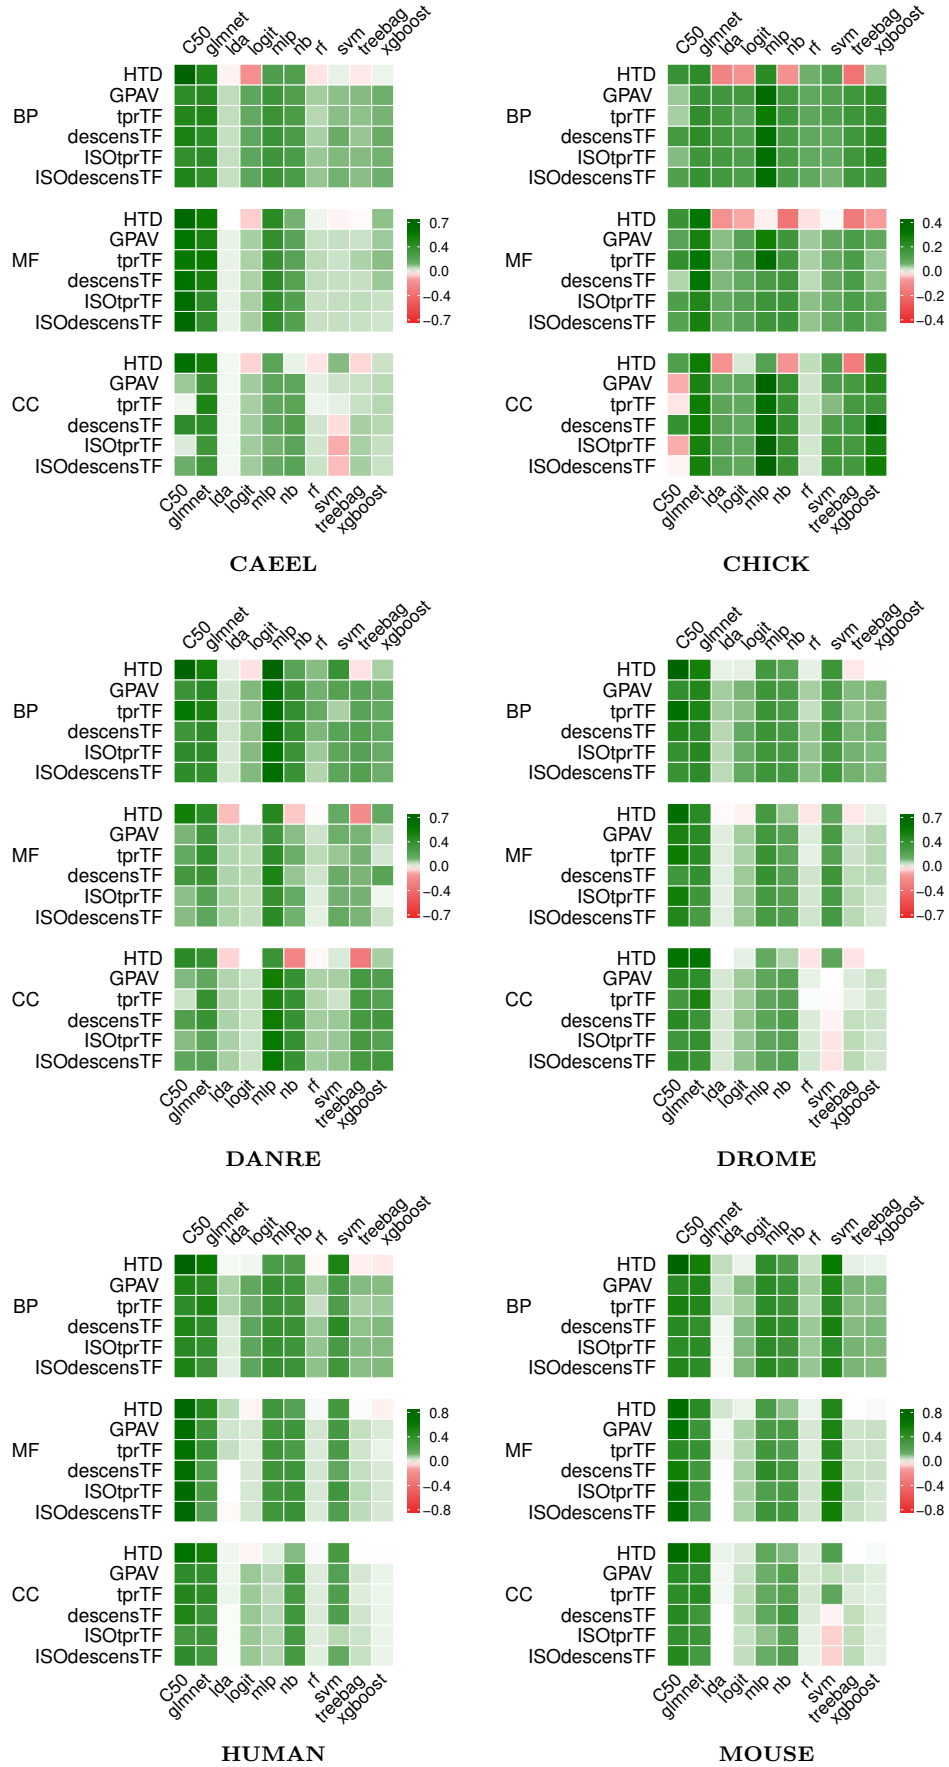 C50 glmnet lda logit mlp nb rf svm treebag xgboost
HTD
GPAV
BP tprTF
descensTF
ISOtprTF
ISOdescensTF
HTD
GPAV
MF tprTF
descensTF
ISOtprTF
ISOdescensTF
0.7
0.4
0.0
−0.4
−0.7
HTD
GPAV
CC tprTF
descensTF
ISOtprTF
ISOdescensTF
C50 glmnet lda logit mlp nb rf svm treebag xgboost
CAEEL
C50 glmnet lda logit mlp nb rf svm treebag xgboost
HTD
GPAV
BP tprTF
descensTF
ISOtprTF
ISOdescensTF
HTD
GPAV
MF tprTF
descensTF
ISOtprTF
ISOdescensTF
0.4
0.2
0.0
−0.2
−0.4
HTD
GPAV
CC tprTF
descensTF
ISOtprTF
ISOdescensTF
C50 glmnet lda logit mlp nb rf svm treebag xgboost
CHICK
C50 glmnet lda logit mlp nb rf svm treebag xgboost
HTD
GPAV
BP tprTF
descensTF
ISOtprTF
ISOdescensTF
HTD
GPAV
MF tprTF
descensTF
ISOtprTF
ISOdescensTF
0.7
0.4
0.0
−0.4
−0.7
HTD
GPAV
CC tprTF
descensTF
ISOtprTF
ISOdescensTF
C50 glmnet lda logit mlp nb rf svm treebag xgboost
DANRE
C50 glmnet lda logit mlp nb rf svm treebag xgboost
HTD
GPAV
BP tprTF
descensTF
ISOtprTF
ISOdescensTF
HTD
GPAV
MF tprTF
descensTF
ISOtprTF
ISOdescensTF
0.7
0.4
0.0
−0.4
−0.7
HTD
GPAV
CC tprTF
descensTF
ISOtprTF
ISOdescensTF
C50 glmnet lda logit mlp nb rf svm treebag xgboost
DROME
C50 glmnet lda logit mlp nb rf svm treebag xgboost
HTD
GPAV
BP tprTF
descensTF
ISOtprTF
ISOdescensTF
HTD
GPAV
MF tprTF
descensTF
ISOtprTF
ISOdescensTF
0.8
0.4
0.0
−0.4
−0.8
HTD
GPAV
CC tprTF
descensTF
ISOtprTF
ISOdescensTF
C50 glmnet lda logit mlp nb rf svm treebag xgboost
HUMAN
C50 glmnet lda logit mlp nb rf svm treebag xgboost
HTD
GPAV
BP tprTF
descensTF
ISOtprTF
ISOdescensTF
HTD
GPAV
MF tprTF
descensTF
ISOtprTF
ISOdescensTF
0.8
0.4
0.0
−0.4
−0.8
HTD
GPAV
CC tprTF
descensTF
ISOtprTF
ISOdescensTF
C50 glmnet lda logit mlp nb rf svm treebag xgboost
MOUSE